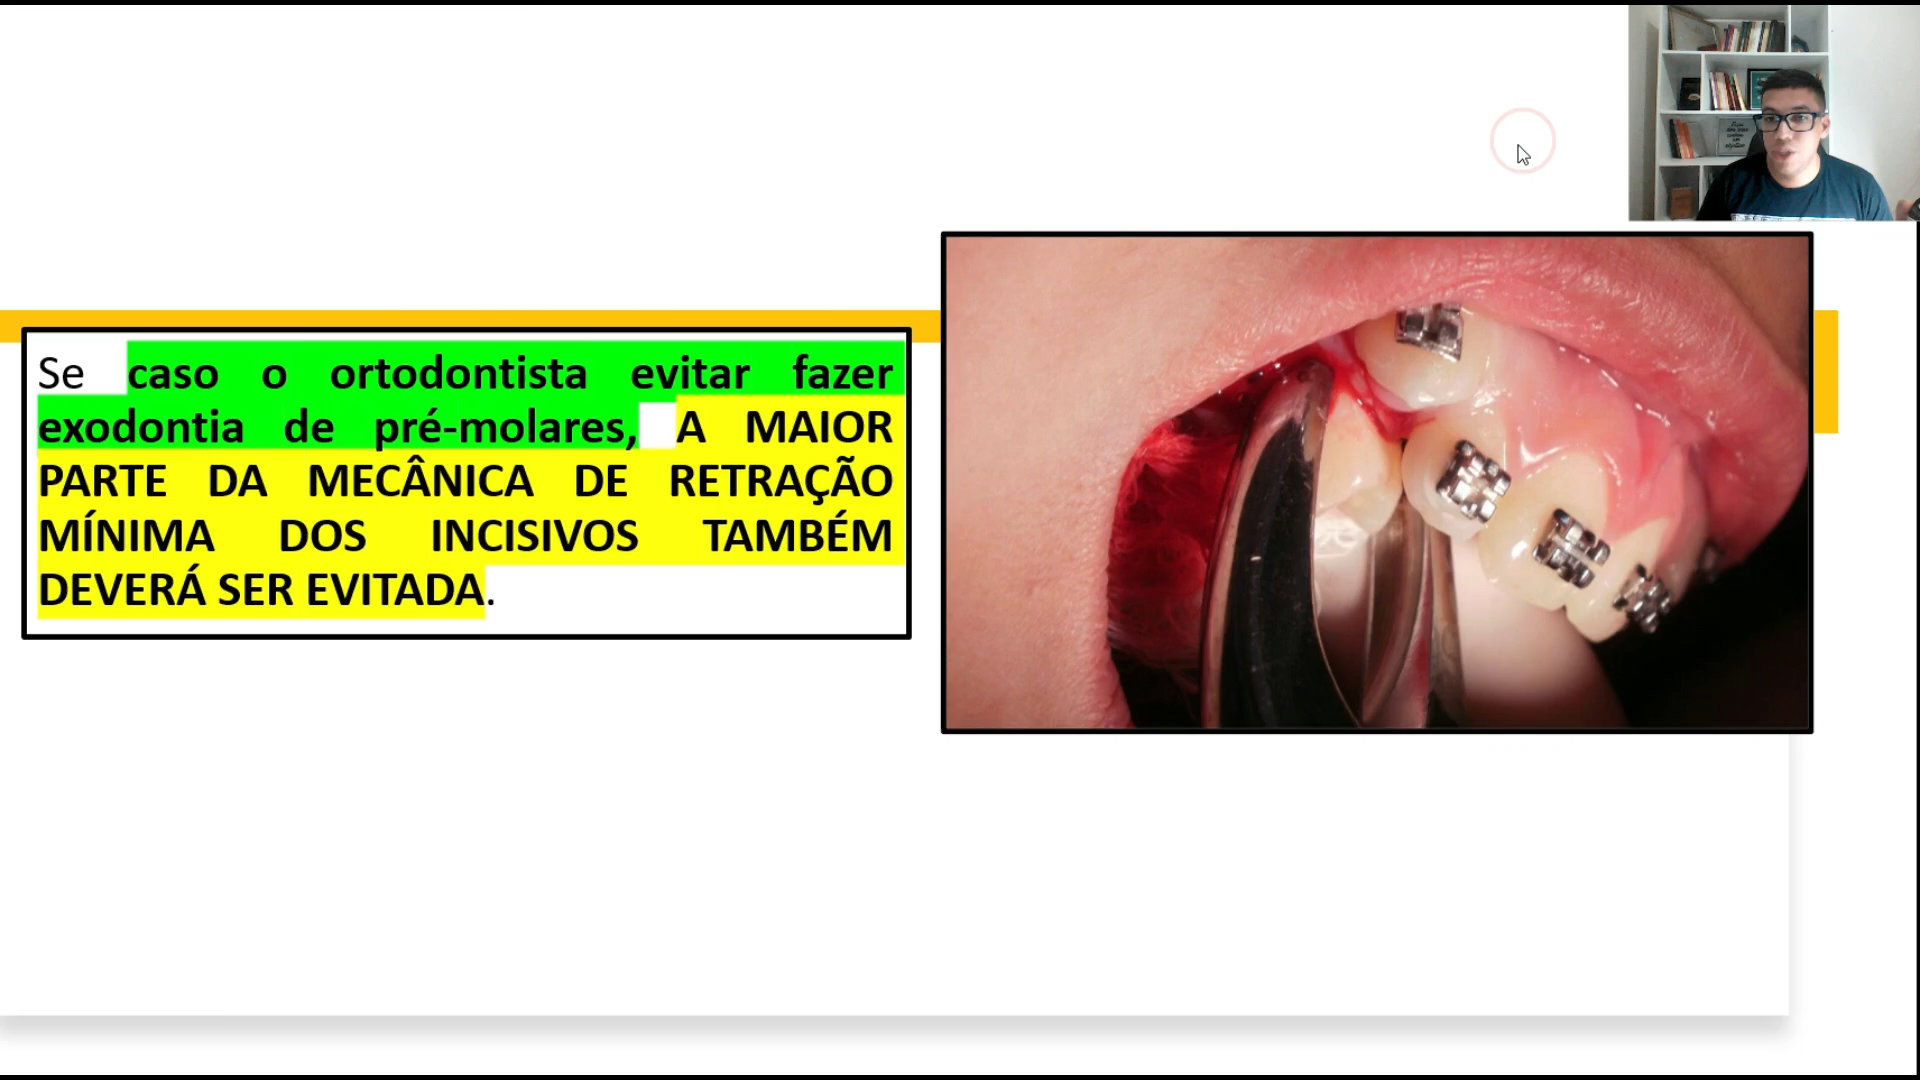 Se caso o ortodontista evitar fazer
exodontia de pré-molares, A MAIOR
PARTE DA MECÂNICA DE RETRAÇÃO
MÍNIMA DOS INCISIVOS TAMBÉM
DEVERÁ SER EVITADA.